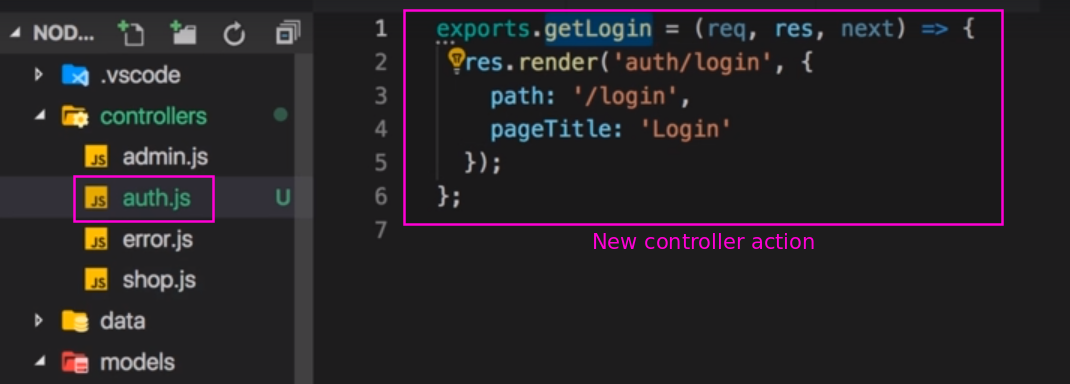 NOD...
.vscode
controllers
JS admin.js
JS auth.js U
JS error.js
JS shop.js
data
models
1 exports.getLogin = (req, res, next) => {
2 res.render('auth/login', {
3 path: '/login',
4 pageTitle: 'Login'
5 });
6 };
7
New controller action